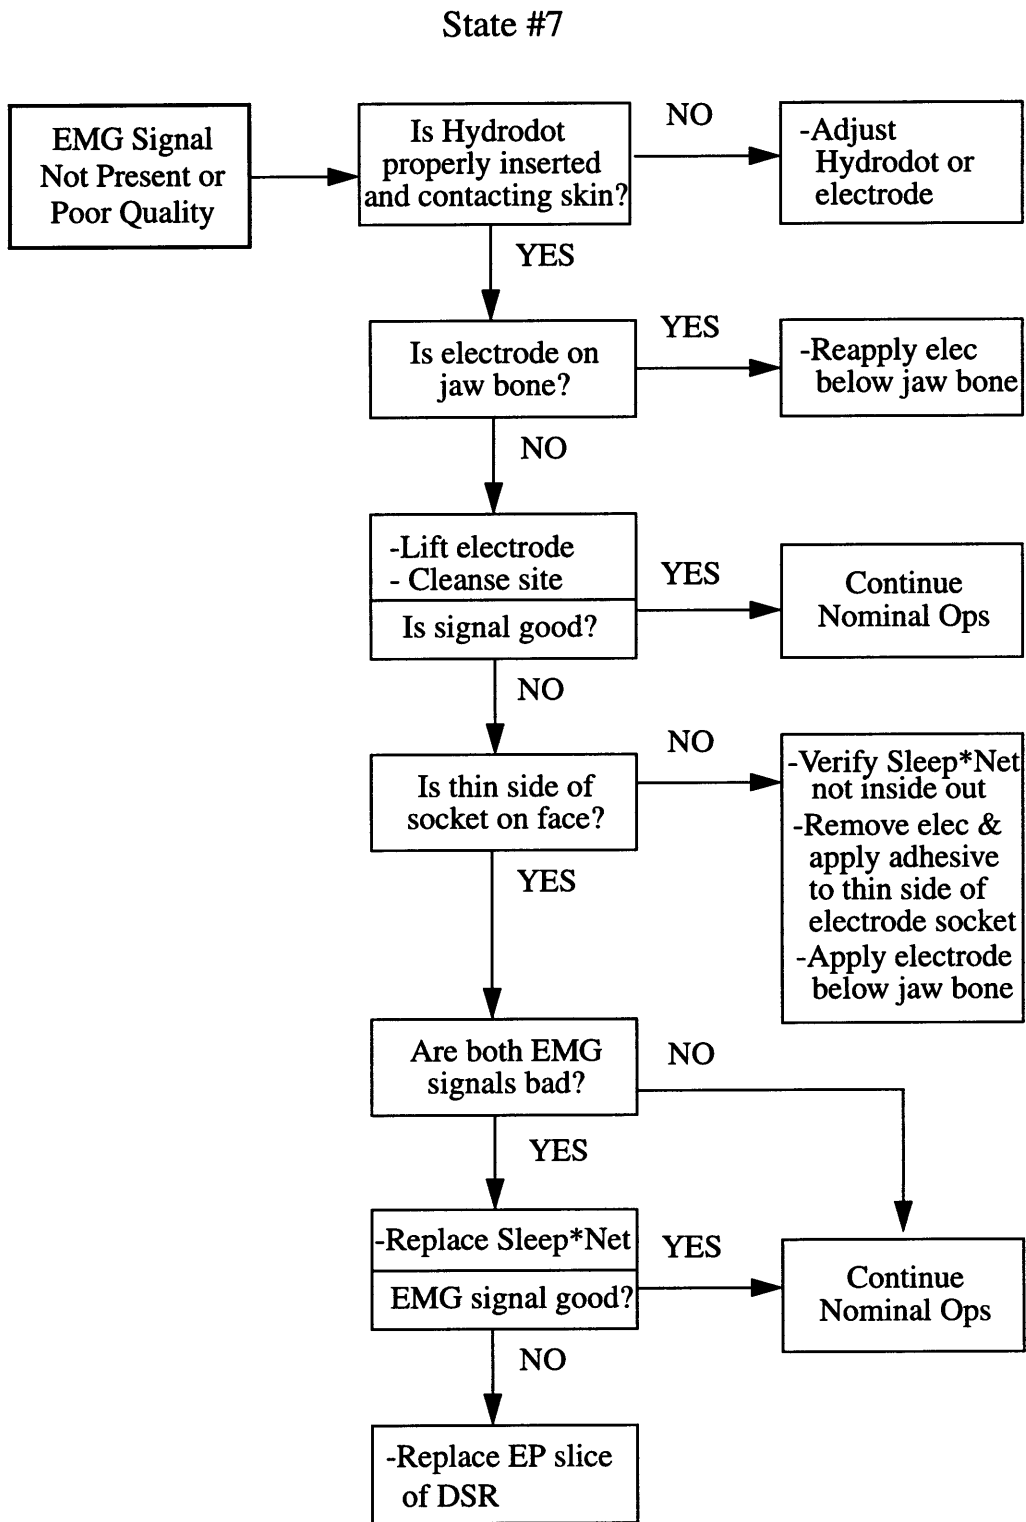 State #7
EMG Signal
Not Present or
Poor Quality
Is Hydrodot
properly inserted
and contacting skin?
NO
-Adjust
Hydrodot or
electrode
YES
Is electrode on
jaw bone?
YES
-Reapply elec
below jaw bone
NO
-Lift electrode
- Cleanse site
Is signal good?
YES
Continue
Nominal Ops
NO
Is thin side of
socket on face?
NO
-Verify Sleep*Net
not inside out
-Remove elec &
apply adhesive
to thin side of
electrode socket
-Apply electrode
below jaw bone
YES
Are both EMG
signals bad?
NO
YES
-Replace Sleep*Net
EMG signal good?
YES
Continue
Nominal Ops
NO
-Replace EP slice
of DSR